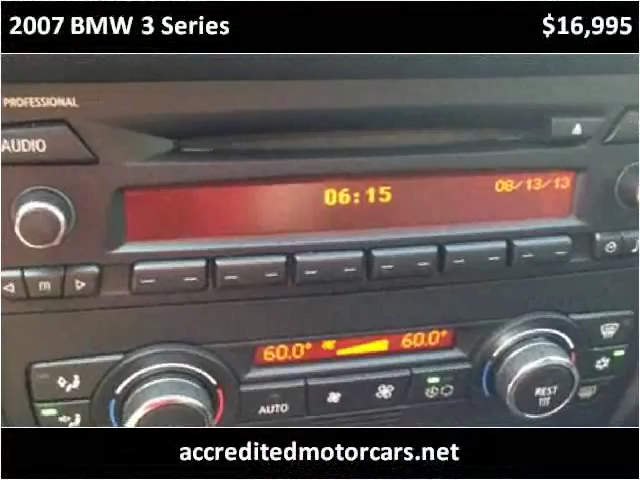 2007 BMW 3 Series $16,995
PROFESSIONAL
AUDIO
06:15 08/13/13
m
60.0° 60.0°
AUTO
REST
accreditedmotorcars.net